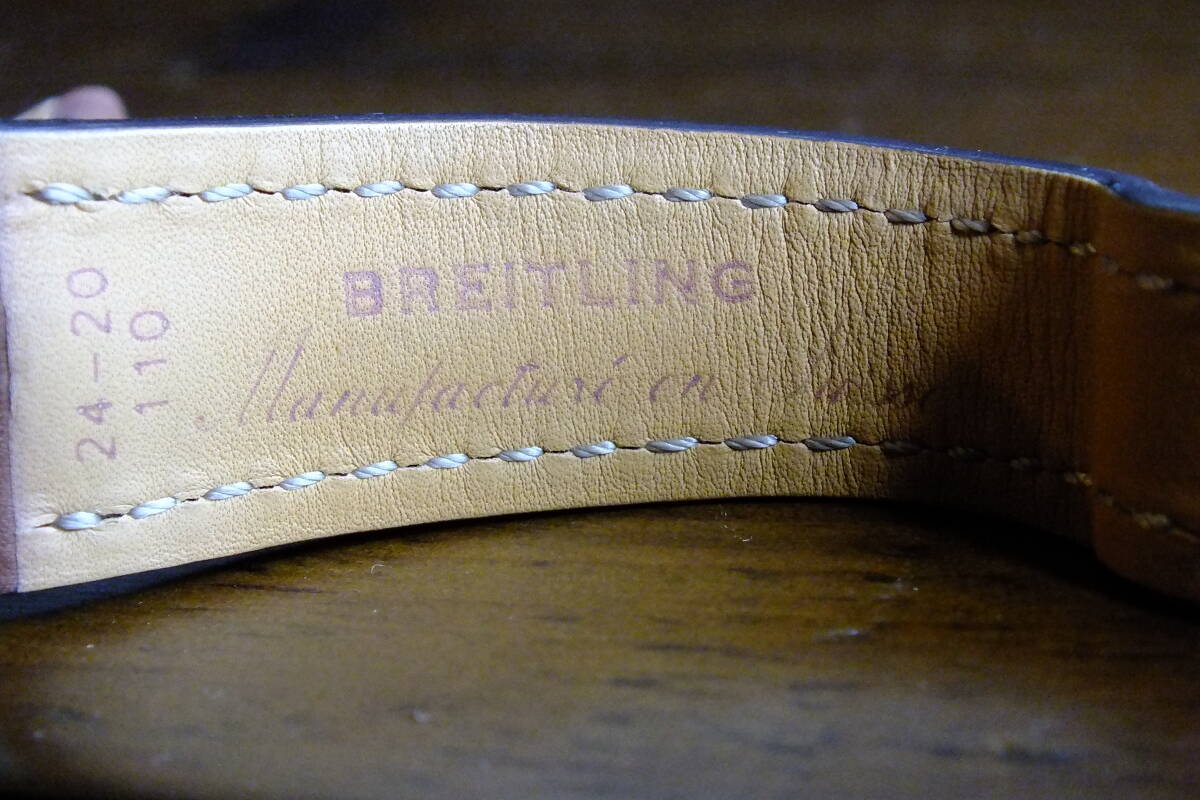 BREITLING
Manufacturé en
24-20
110